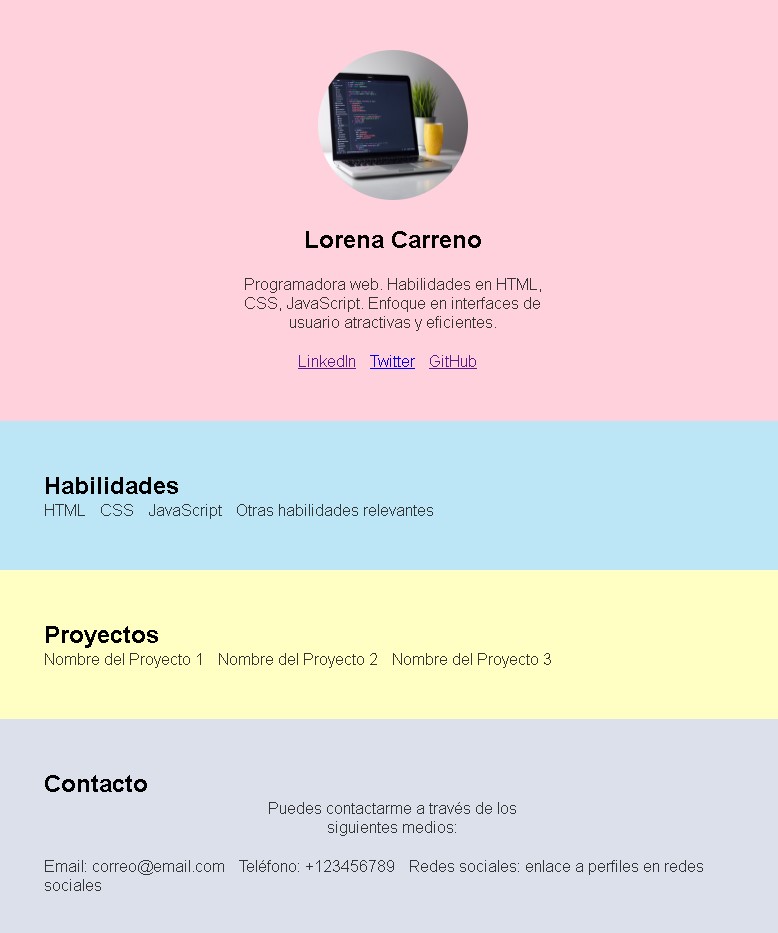 Lorena Carreno
Programadora web. Habilidades en HTML,
CSS, JavaScript. Enfoque en interfaces de
usuario atractivas y eficientes.
LinkedIn Twitter GitHub
Habilidades
HTML CSS JavaScript Otras habilidades relevantes
Proyectos
Nombre del Proyecto 1 Nombre del Proyecto 2 Nombre del Proyecto 3
Contacto
Puedes contactarme a través de los
siguientes medios:
Email: correo@email.com Teléfono: +123456789 Redes sociales: enlace a perfiles en redes
sociales